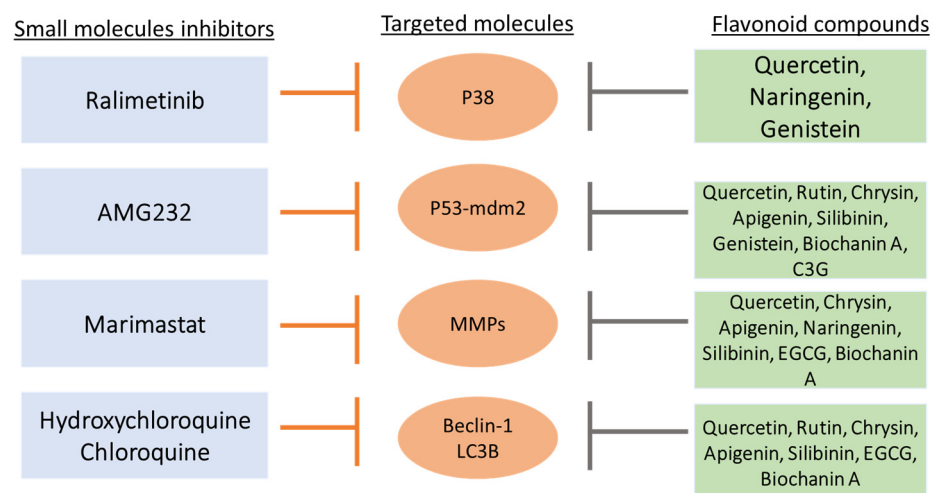 Small molecules inhibitors
Targeted molecules
Flavonoid compounds
Ralimetinib
P38
Quercetin,
Naringenin,
Genistein
AMG232
P53-mdm2
Quercetin, Rutin, Chrysin,
Apigenin, Silibinin,
Genistein, Biochanin A,
C3G
Marimastat
MMPs
Quercetin, Chrysin,
Apigenin, Naringenin,
Silibinin, EGCG, Biochanin
A
Hydroxychloroquine
Chloroquine
Beclin-1
LC3B
Quercetin, Rutin, Chrysin,
Apigenin, Silibinin, EGCG,
Biochanin A